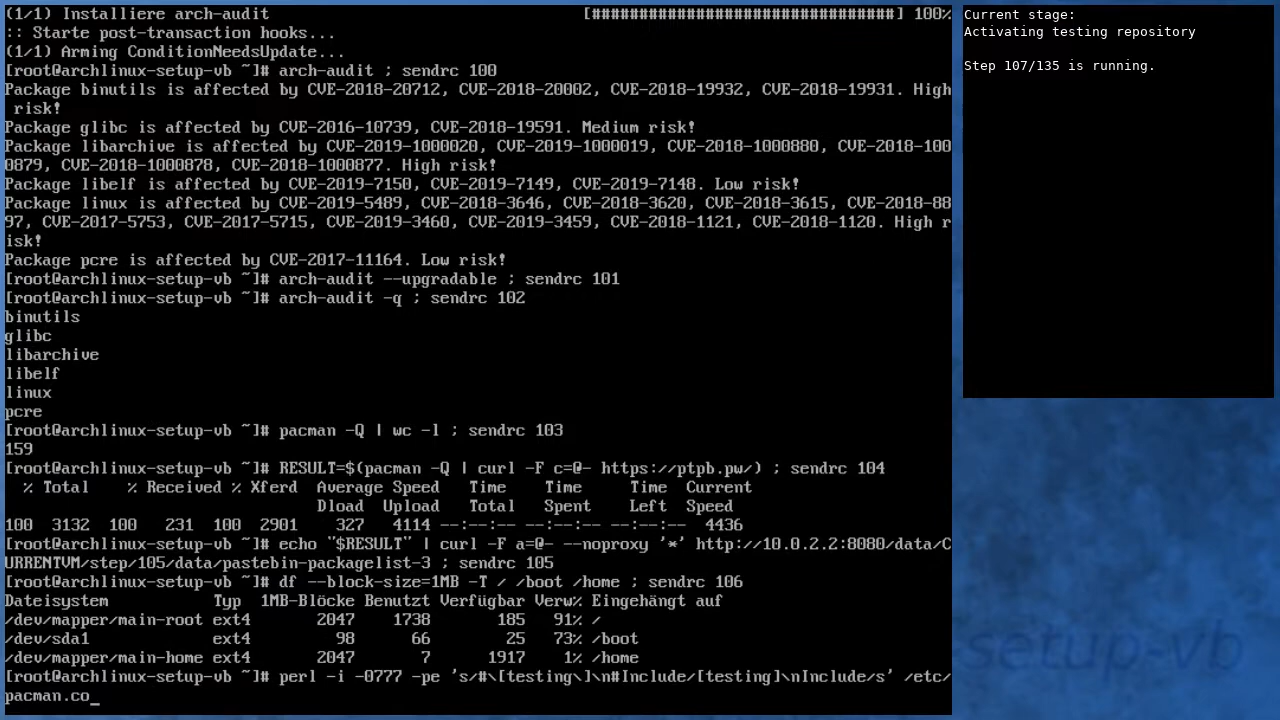 (1/1) Installiere arch-audit [################################] 100%
:: Starte post-transaction hooks...
(1/1) Arming ConditionNeedsUpdate...
[root@archlinux-setup-vb ~]# arch-audit ; sendrc 100
Package binutils is affected by CVE-2018-20712, CVE-2018-20002, CVE-2018-19932, CVE-2018-19931. High
 risk!
Package glibc is affected by CVE-2016-10739, CVE-2018-19591. Medium risk!
Package libarchive is affected by CVE-2019-1000020, CVE-2019-1000019, CVE-2018-1000880, CVE-2018-100
0879, CVE-2018-1000878, CVE-2018-1000877. High risk!
Package libelf is affected by CVE-2019-7150, CVE-2019-7149, CVE-2019-7148. Low risk!
Package linux is affected by CVE-2019-5489, CVE-2018-3646, CVE-2018-3620, CVE-2018-3615, CVE-2018-88
97, CVE-2017-5753, CVE-2017-5715, CVE-2019-3460, CVE-2019-3459, CVE-2018-1121, CVE-2018-1120. High r
isk!
Package pcre is affected by CVE-2017-11164. Low risk!
[root@archlinux-setup-vb ~]# arch-audit --upgradable ; sendrc 101
[root@archlinux-setup-vb ~]# arch-audit -q ; sendrc 102
binutils
glibc
libarchive
libelf
linux
pcre
[root@archlinux-setup-vb ~]# pacman -Q | wc -l ; sendrc 103
159
[root@archlinux-setup-vb ~]# RESULT=$(pacman -Q | curl -F c=@- https://ptpb.pw/) ; sendrc 104
  % Total    % Received % Xferd  Average Speed   Time    Time     Time  Current
                                 Dload  Upload   Total   Spent    Left  Speed
100  3132  100   231  100  2901    327   4114 --:--:-- --:--:-- --:--:--  4436
[root@archlinux-setup-vb ~]# echo "$RESULT" | curl -F a=@- --noproxy '*' http://10.0.2.2:8080/data/C
URRENTVM/step/105/data/pastebin-packagelist-3 ; sendrc 105
[root@archlinux-setup-vb ~]# df --block-size=1MB -T / /boot /home ; sendrc 106
Dateisystem           Typ  1MB-Blöcke Benutzt Verfügbar Verw% Eingehängt auf
/dev/mapper/main-root ext4       2047    1738       185   91% /
/dev/sda1             ext4         98      66        25   73% /boot
/dev/mapper/main-home ext4       2047       7      1917    1% /home
[root@archlinux-setup-vb ~]# perl -i -0777 -pe 's/#\[testing\]\n#Include/[testing]\nInclude/s' /etc/
pacman.co_
Current stage:
Activating testing repository
Step 107/135 is running.
setup-vb